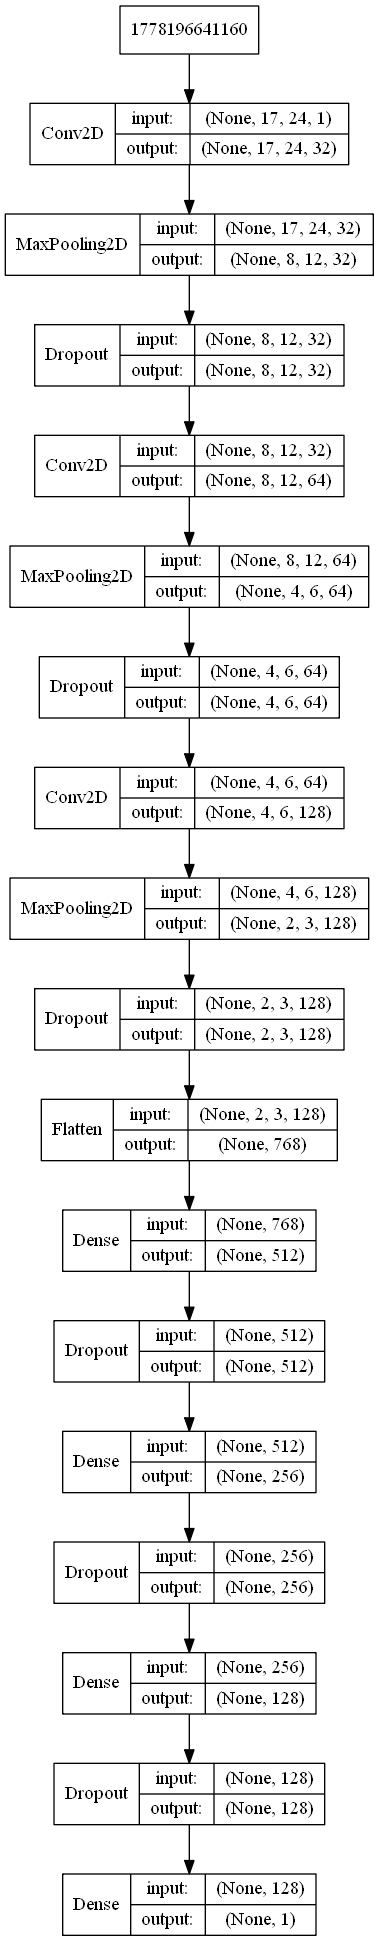 1778196641160
Conv2D input: (None, 17, 24, 1)
output: (None, 17, 24, 32)
MaxPooling2D input: (None, 17, 24, 32)
output: (None, 8, 12, 32)
Dropout input: (None, 8, 12, 32)
output: (None, 8, 12, 32)
Conv2D input: (None, 8, 12, 32)
output: (None, 8, 12, 64)
MaxPooling2D input: (None, 8, 12, 64)
output: (None, 4, 6, 64)
Dropout input: (None, 4, 6, 64)
output: (None, 4, 6, 64)
Conv2D input: (None, 4, 6, 64)
output: (None, 4, 6, 128)
MaxPooling2D input: (None, 4, 6, 128)
output: (None, 2, 3, 128)
Dropout input: (None, 2, 3, 128)
output: (None, 2, 3, 128)
Flatten input: (None, 2, 3, 128)
output: (None, 768)
Dense input: (None, 768)
output: (None, 512)
Dropout input: (None, 512)
output: (None, 512)
Dense input: (None, 512)
output: (None, 256)
Dropout input: (None, 256)
output: (None, 256)
Dense input: (None, 256)
output: (None, 128)
Dropout input: (None, 128)
output: (None, 128)
Dense input: (None, 128)
output: (None, 1)